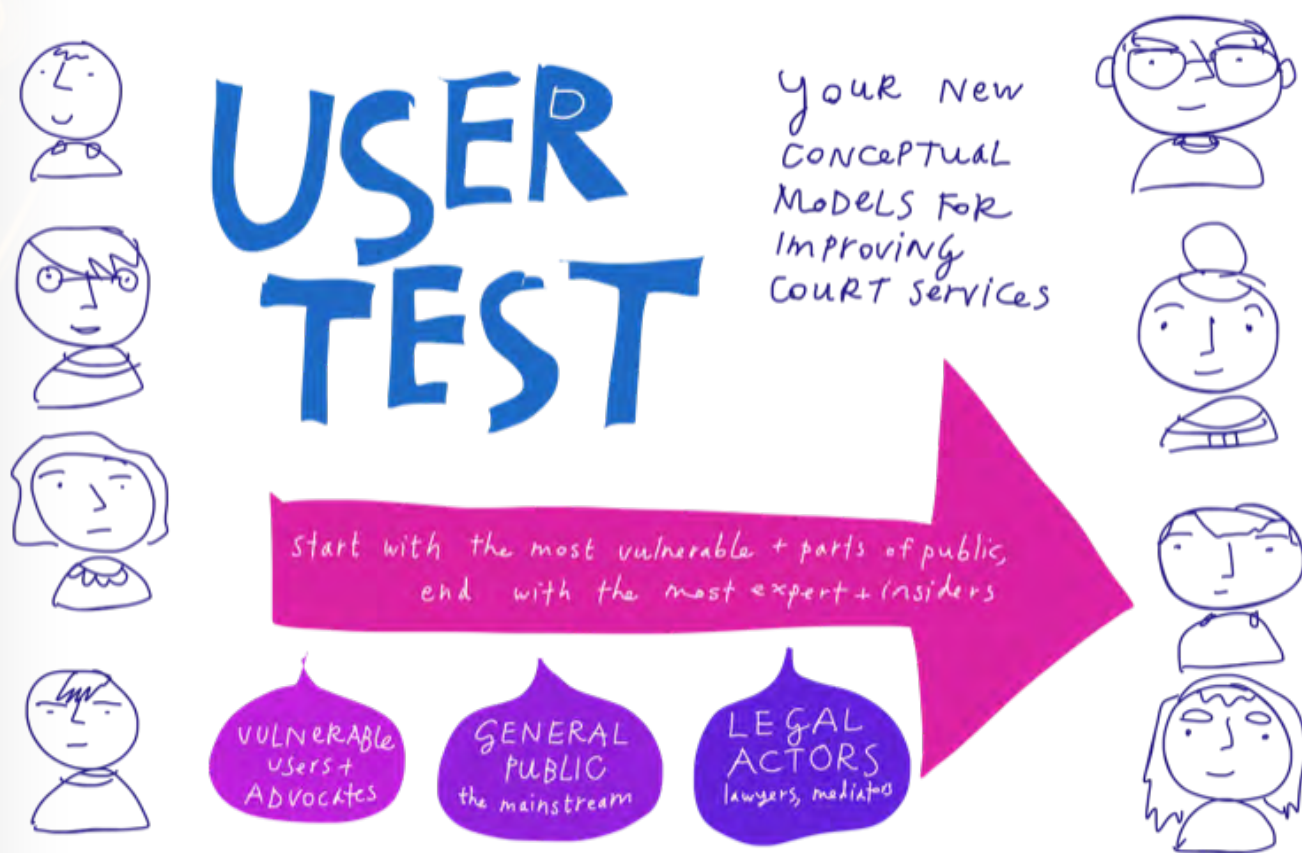 USER
TEST
YOUR New
CONCEPTUAL
MODELS FOR
IMPROVING
COURT services
start with the most vulnerable + parts of public,
end with the most expert + insiders
VULNERABLE
users +
ADVOCATES
GENERAL
PUBLIC
the mainstream
LEGAL
ACTORS
lawyers, mediators